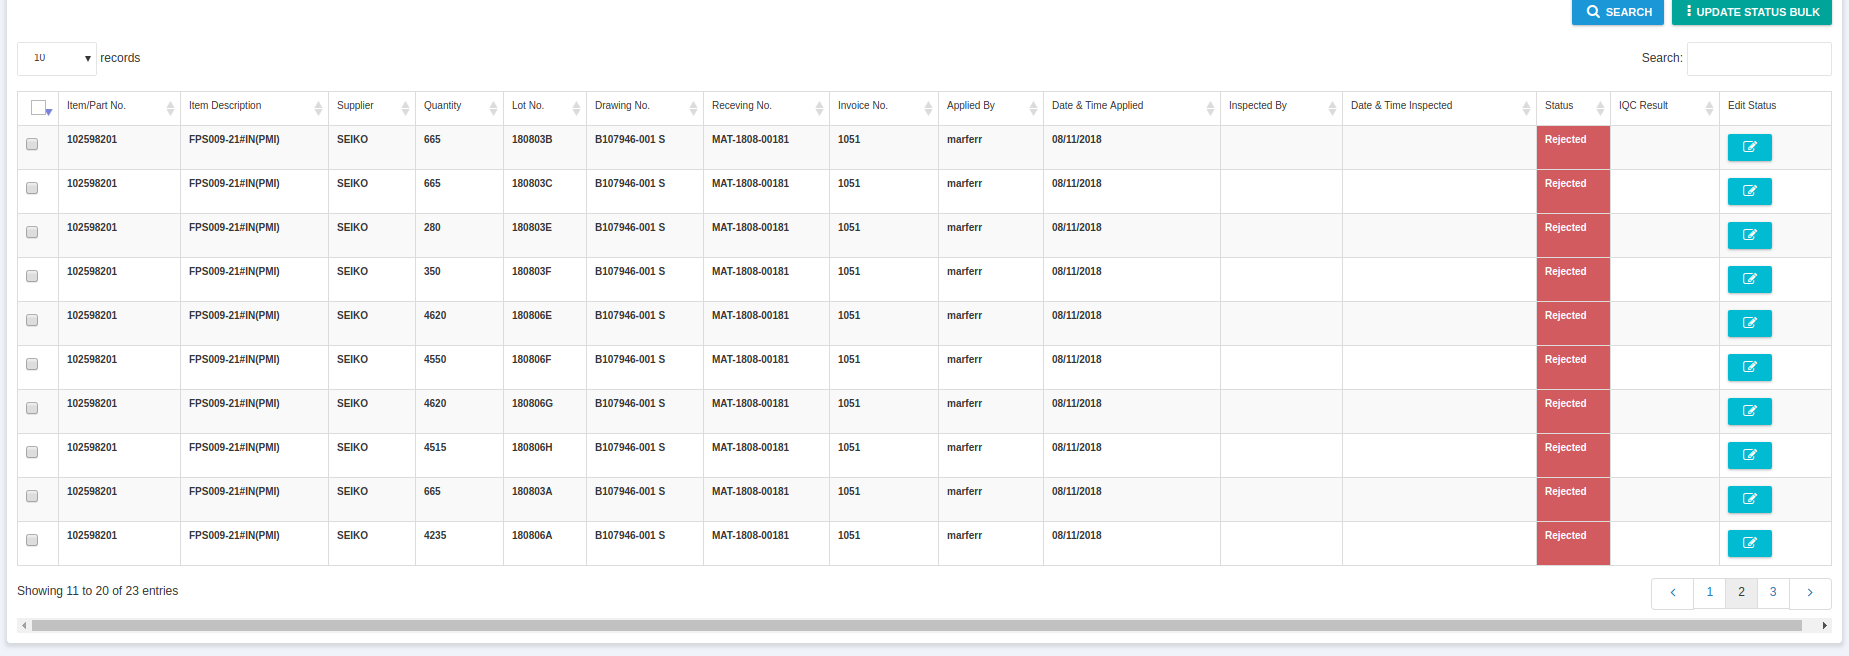 SEARCH UPDATE STATUS BULK
10 records Search:
Item/Part No. Item Description Supplier Quantity Lot No. Drawing No. Receving No. Invoice No. Applied By Date & Time Applied Inspected By Date & Time Inspected Status IQC Result Edit Status
102598201 FPS009-21#IN(PMI) SEIKO 665 180803B B107946-001 S MAT-1808-00181 1051 marferr 08/11/2018 Rejected
102598201 FPS009-21#IN(PMI) SEIKO 665 180803C B107946-001 S MAT-1808-00181 1051 marferr 08/11/2018 Rejected
102598201 FPS009-21#IN(PMI) SEIKO 280 180803E B107946-001 S MAT-1808-00181 1051 marferr 08/11/2018 Rejected
102598201 FPS009-21#IN(PMI) SEIKO 350 180803F B107946-001 S MAT-1808-00181 1051 marferr 08/11/2018 Rejected
102598201 FPS009-21#IN(PMI) SEIKO 4620 180806E B107946-001 S MAT-1808-00181 1051 marferr 08/11/2018 Rejected
102598201 FPS009-21#IN(PMI) SEIKO 4550 180806F B107946-001 S MAT-1808-00181 1051 marferr 08/11/2018 Rejected
102598201 FPS009-21#IN(PMI) SEIKO 4620 180806G B107946-001 S MAT-1808-00181 1051 marferr 08/11/2018 Rejected
102598201 FPS009-21#IN(PMI) SEIKO 4515 180806H B107946-001 S MAT-1808-00181 1051 marferr 08/11/2018 Rejected
102598201 FPS009-21#IN(PMI) SEIKO 665 180803A B107946-001 S MAT-1808-00181 1051 marferr 08/11/2018 Rejected
102598201 FPS009-21#IN(PMI) SEIKO 4235 180806A B107946-001 S MAT-1808-00181 1051 marferr 08/11/2018 Rejected
Showing 11 to 20 of 23 entries 1 2 3